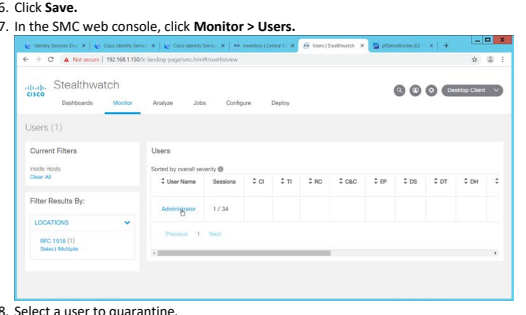 6. Click Save.
7. In the SMC web console, click Monitor > Users.
Identity Services Eng
Cisco Identity Servic
Cisco Identity Servic
Inventory | Central M
Users | Stealthwatch
Not secure | 192.168.1.150/lc-landing-page/smc.html#/userlistview
CISCO
Stealthwatch
Desktop Client
Dashboards Monitor Analyze Jobs Configure Deploy
Users (1)
Current Filters
Inside Hosts
Clear All
Filter Results By:
LOCATIONS
RFC 1918 (1)
Select Multiple
Users
Sorted by overall severity
User Name Sessions CI TI RC C&C EP DS DT DH
Administrator 1 / 34
Previous 1 Next
8. Select a user to quarantine.